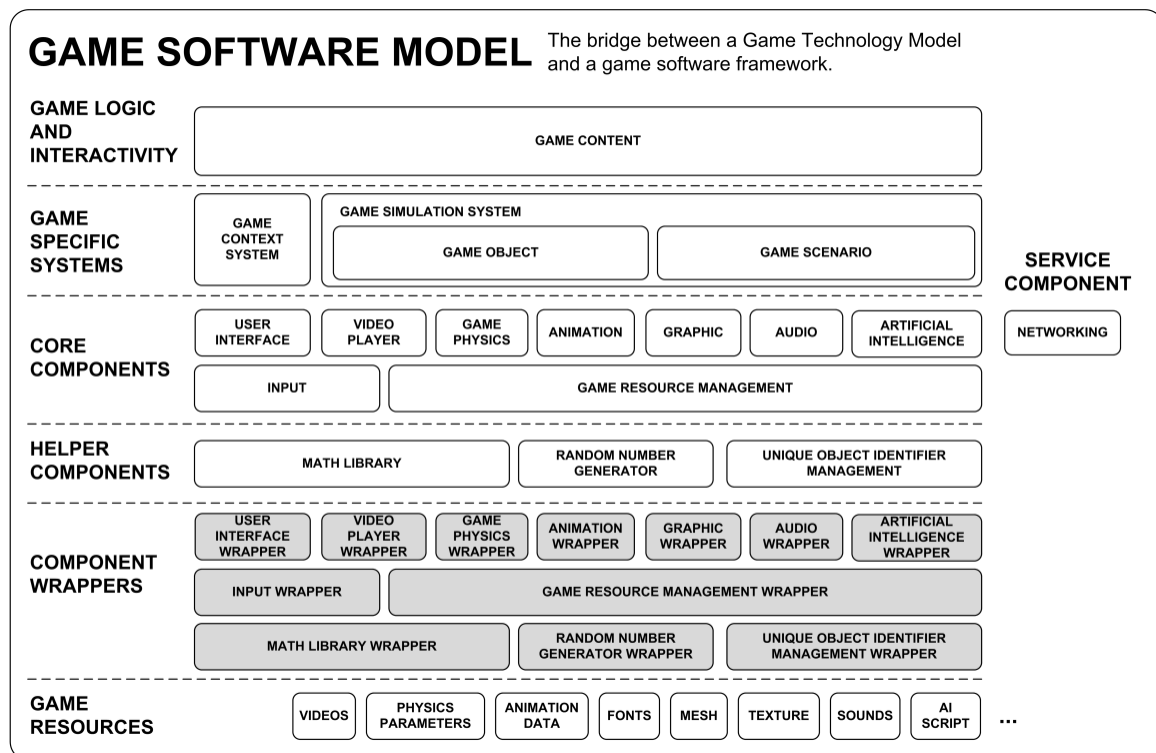 GAME SOFTWARE MODEL
The bridge between a Game Technology Model
and a game software framework.
GAME LOGIC
AND
INTERACTIVITY
GAME CONTENT
GAME
SPECIFIC
SYSTEMS
GAME
CONTEXT
SYSTEM
GAME SIMULATION SYSTEM
GAME OBJECT
GAME SCENARIO
SERVICE
COMPONENT
NETWORKING
CORE
COMPONENTS
USER
INTERFACE
VIDEO
PLAYER
GAME
PHYSICS
ANIMATION
GRAPHIC
AUDIO
ARTIFICIAL
INTELLIGENCE
INPUT
GAME RESOURCE MANAGEMENT
HELPER
COMPONENTS
MATH LIBRARY
RANDOM NUMBER
GENERATOR
UNIQUE OBJECT IDENTIFIER
MANAGEMENT
COMPONENT
WRAPPERS
USER
INTERFACE
WRAPPER
VIDEO
PLAYER
WRAPPER
GAME
PHYSICS
WRAPPER
ANIMATION
WRAPPER
GRAPHIC
WRAPPER
AUDIO
WRAPPER
ARTIFICIAL
INTELLIGENCE
WRAPPER
INPUT WRAPPER
GAME RESOURCE MANAGEMENT WRAPPER
MATH LIBRARY WRAPPER
RANDOM NUMBER
GENERATOR WRAPPER
UNIQUE OBJECT IDENTIFIER
MANAGEMENT WRAPPER
GAME
RESOURCES
VIDEOS
PHYSICS
PARAMETERS
ANIMATION
DATA
FONTS
MESH
TEXTURE
SOUNDS
AI
SCRIPT
...